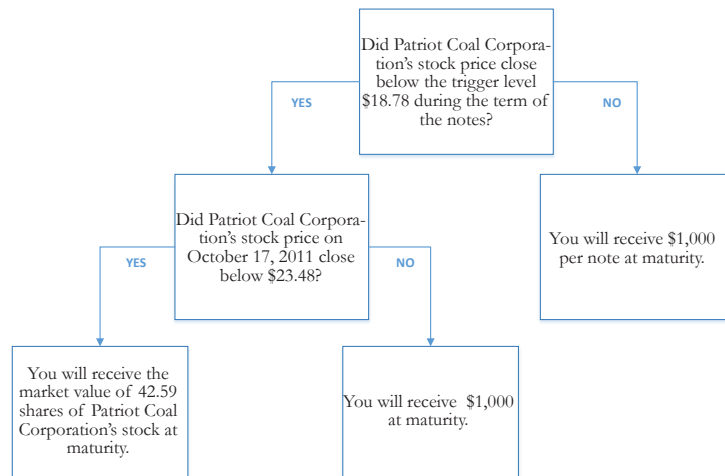 Did Patriot Coal Corpora-
tion’s stock price close
below the trigger level
$18.78 during the term of
the notes?
YES
NO
Did Patriot Coal Corpora-
tion’s stock price on
October 17, 2011 close
below $23.48?
You will receive $1,000
per note at maturity.
YES
NO
You will receive the
market value of 42.59
shares of Patriot Coal
Corporation’s stock at
maturity.
You will receive $1,000
at maturity.